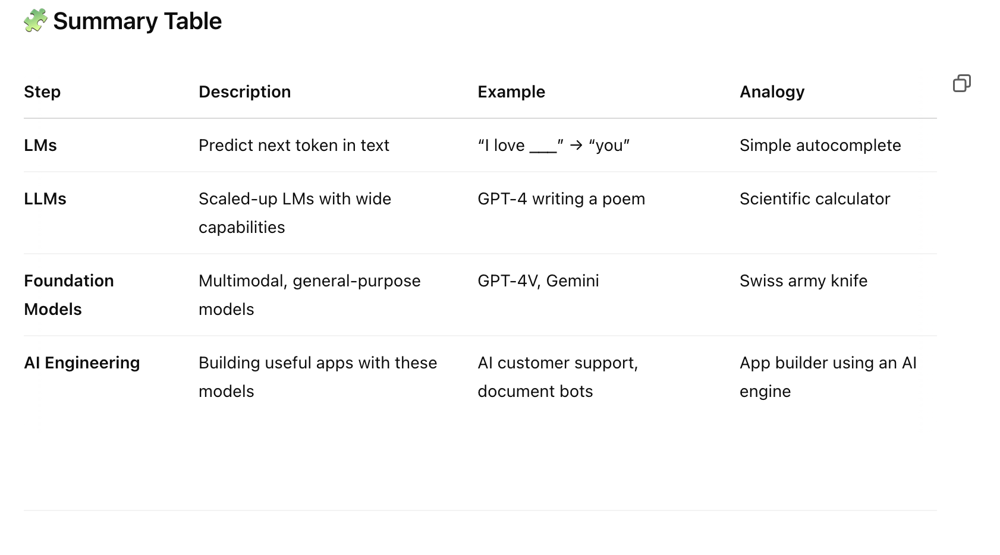 🧩 Summary Table
Step Description Example Analogy
LMs Predict next token in text “I love ___” → “you” Simple autocomplete
LLMs Scaled-up LMs with wide GPT-4 writing a poem Scientific calculator
capabilities
Foundation Multimodal, general-purpose GPT-4V, Gemini Swiss army knife
Models models
AI Engineering Building useful apps with these AI customer support, App builder using an AI
models document bots engine